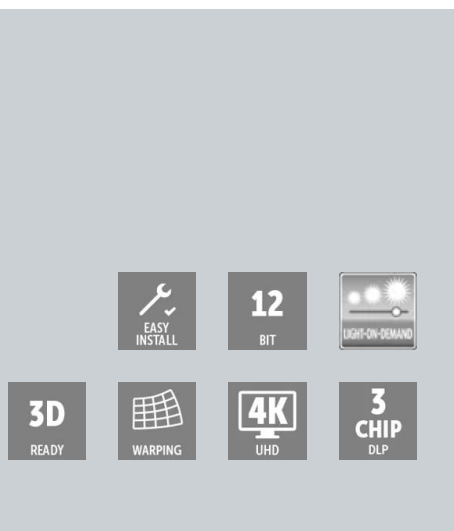 EASY
INSTALL
12
BIT
LIGHT-ON-DEMAND
3D
READY
WARPING
4K
UHD
3
CHIP
DLP